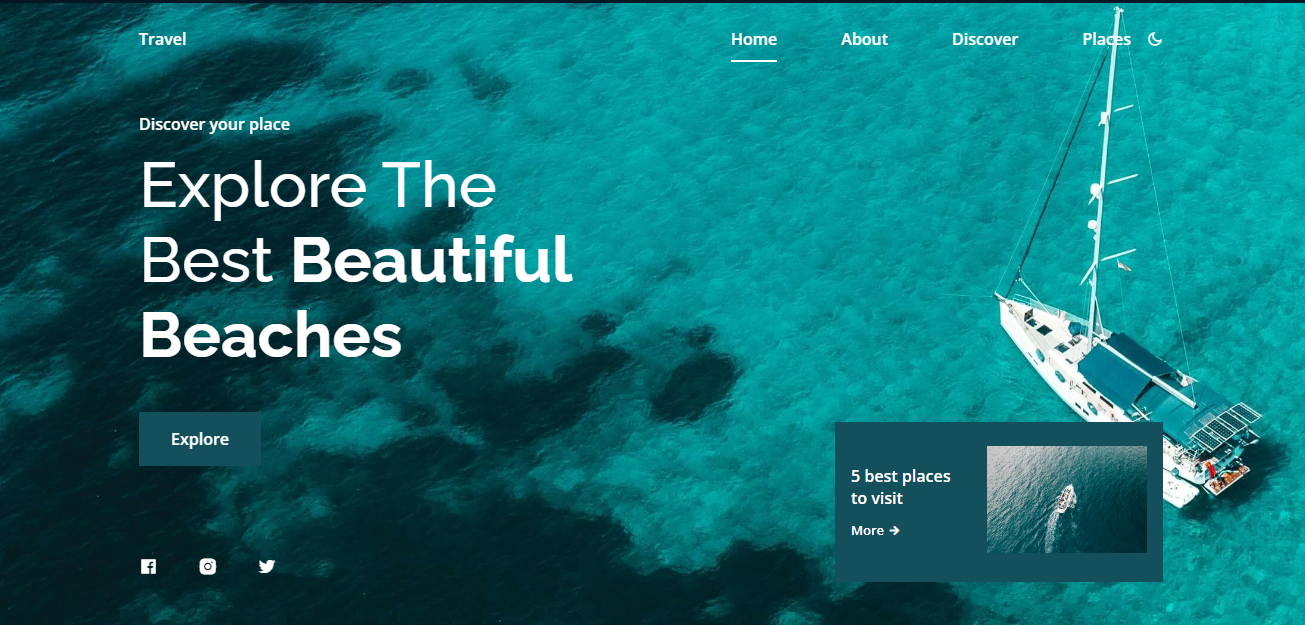 Travel
Home
About
Discover
Places
Discover your place
Explore The
Best Beautiful
Beaches
Explore
5 best places
to visit
More →